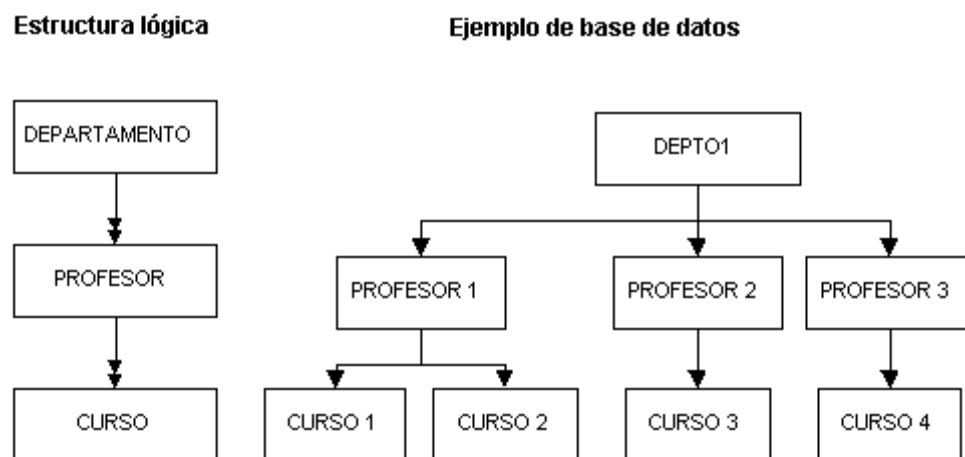 Estructura lógica
Ejemplo de base de datos
DEPARTAMENTO
DEPTO1
PROFESOR
PROFESOR 1
PROFESOR 2
PROFESOR 3
CURSO
CURSO 1
CURSO 2
CURSO 3
CURSO 4